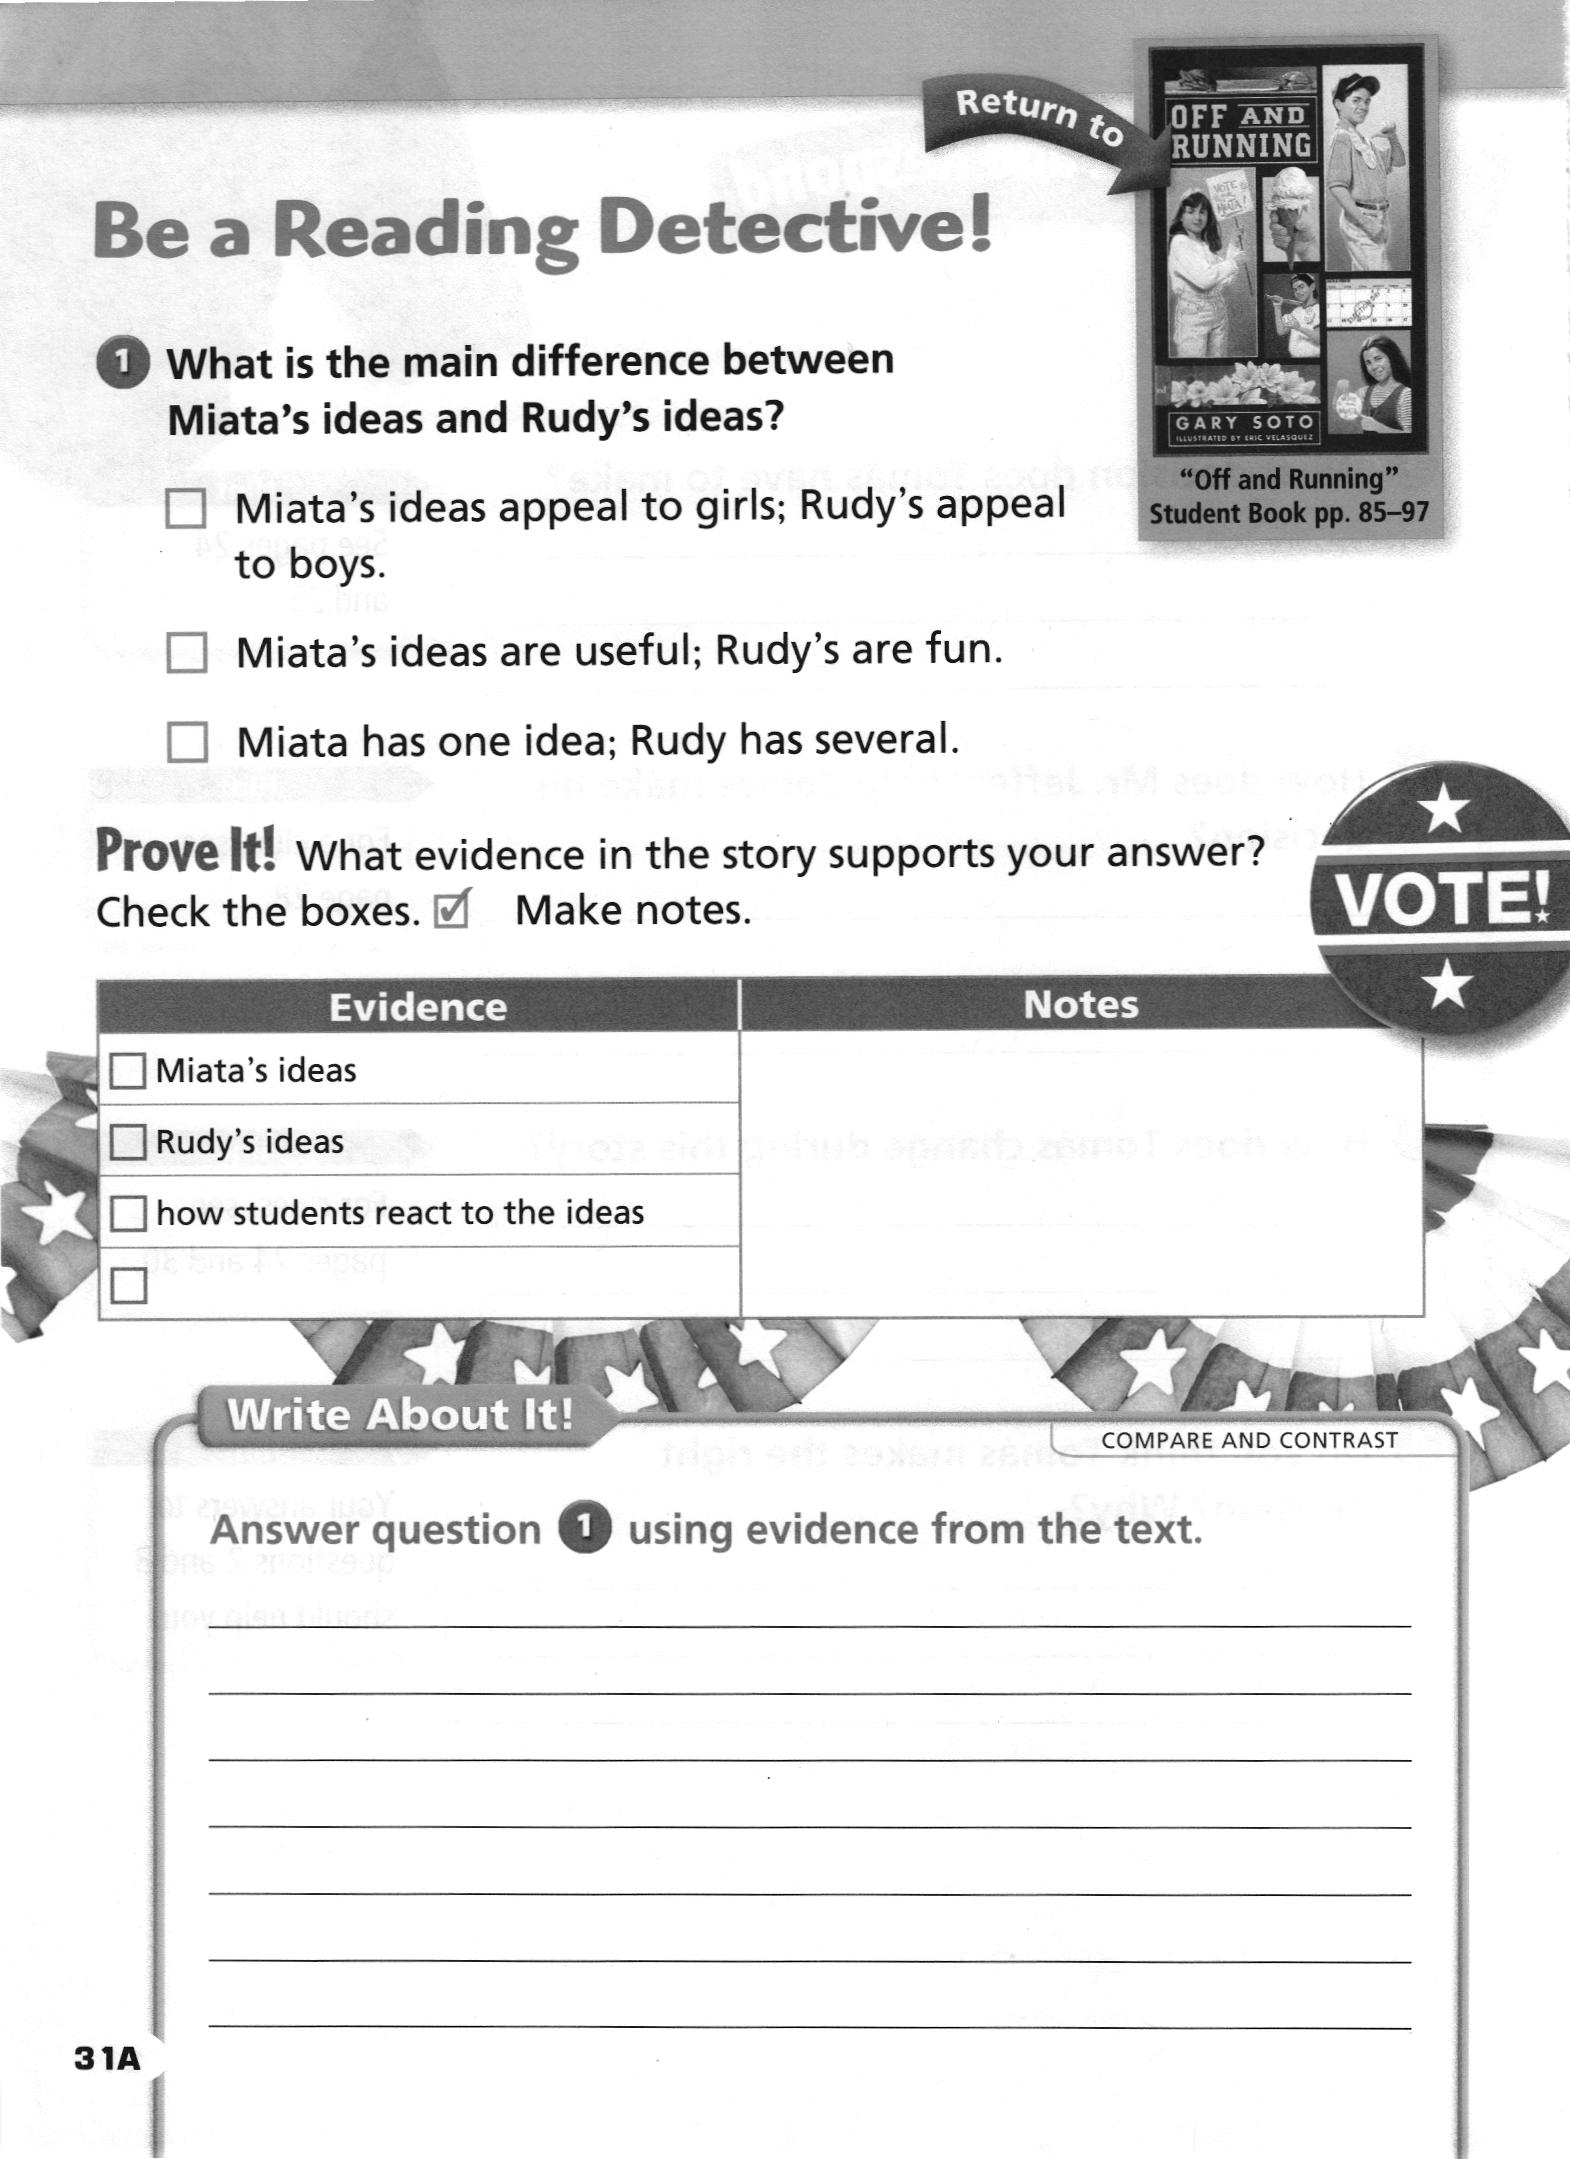 Return to
OFF AND
RUNNING
VOTE
MIATA!
GARY SOTO
ILLUSTRATED BY ERIC VELASQUEZ
"Off and Running"
Student Book pp. 85–97
Be a Reading Detective!
1 What is the main difference between
Miata's ideas and Rudy's ideas?
Miata's ideas appeal to girls; Rudy's appeal
to boys.
Miata's ideas are useful; Rudy's are fun.
Miata has one idea; Rudy has several.
Prove It! What evidence in the story supports your answer?
Check the boxes. Make notes.
VOTE!
Evidence
Notes
Miata's ideas
Rudy's ideas
how students react to the ideas
Write About It!
COMPARE AND CONTRAST
Answer question 1 using evidence from the text.
31A